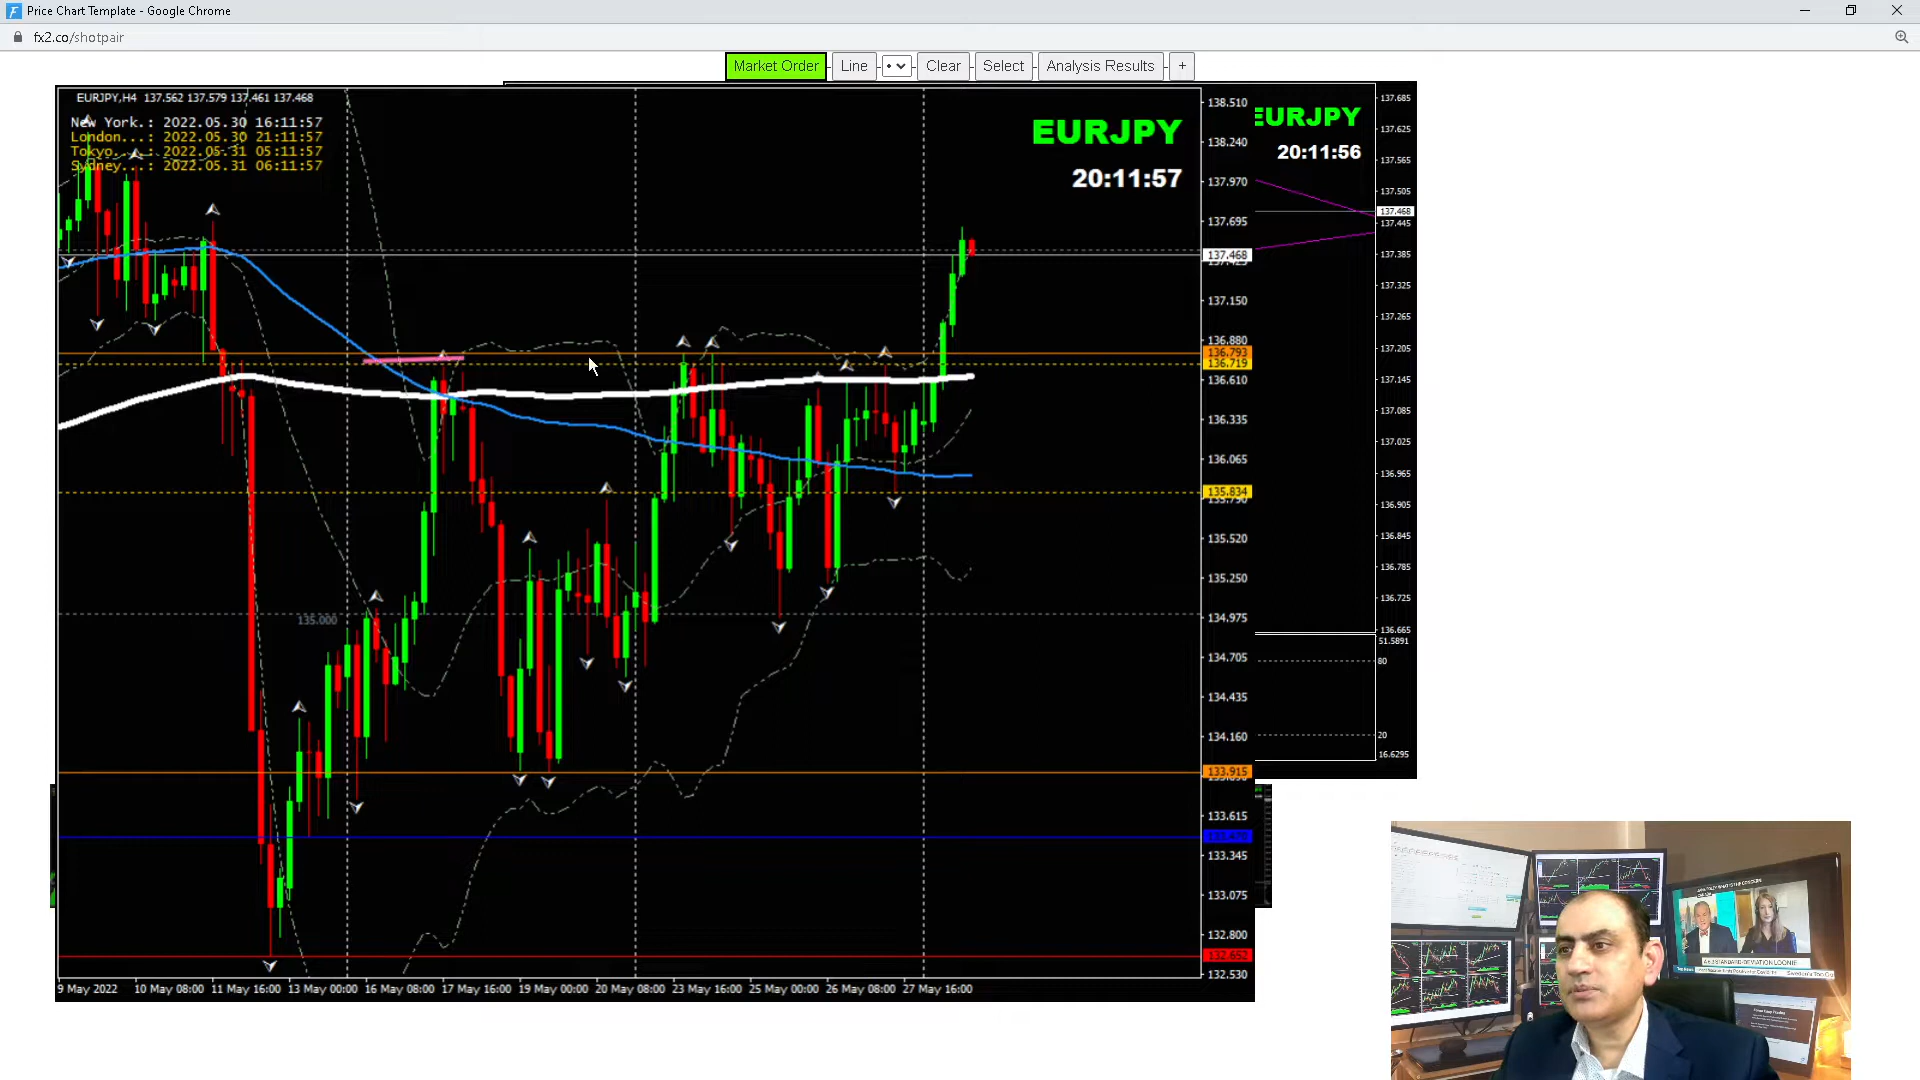 Price Chart Template - Google Chrome
fx2.co/shotpair
Market Order - Line - • - Clear - Select - Analysis Results - +
EURJPY,H4 137.562 137.579 137.461 137.468
New York.: 2022.05.30 16:11:57
London...: 2022.05.30 21:11:57
Tokyo....: 2022.05.31 05:11:57
Sydney...: 2022.05.31 06:11:57
EURJPY
20:11:57
135.000
138.510
138.240
137.970
137.695
137.468
137.150
136.880
136.793
136.719
136.610
136.335
136.065
135.834
135.520
135.250
134.975
134.705
134.435
134.160
133.915
133.615
133.345
133.075
132.800
132.652
132.530
9 May 2022
10 May 08:00
11 May 16:00
13 May 00:00
16 May 08:00
17 May 16:00
19 May 00:00
20 May 08:00
23 May 16:00
25 May 00:00
26 May 08:00
27 May 16:00
EURJPY
20:11:56
137.685
137.625
137.565
137.505
137.468
137.445
137.385
137.325
137.265
137.205
137.145
137.085
137.025
136.965
136.905
136.845
136.785
136.725
136.665
51.5891
80
20
16.6295
A 6.3 STANDARD-DEVIATION LOONIE